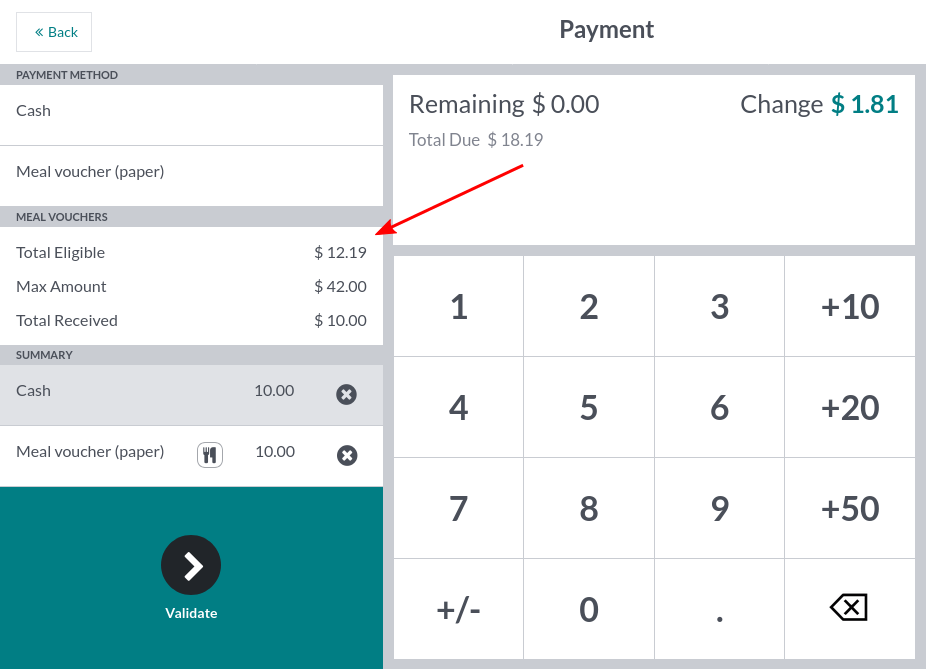 « Back
Payment
PAYMENT METHOD
Cash
Meal voucher (paper)
MEAL VOUCHERS
Total Eligible $ 12.19
Max Amount $ 42.00
Total Received $ 10.00
SUMMARY
Cash 10.00
Meal voucher (paper) 10.00
Validate
Remaining $ 0.00 Change $ 1.81
Total Due $ 18.19
1 2 3 +10
4 5 6 +20
7 8 9 +50
+/- 0 .